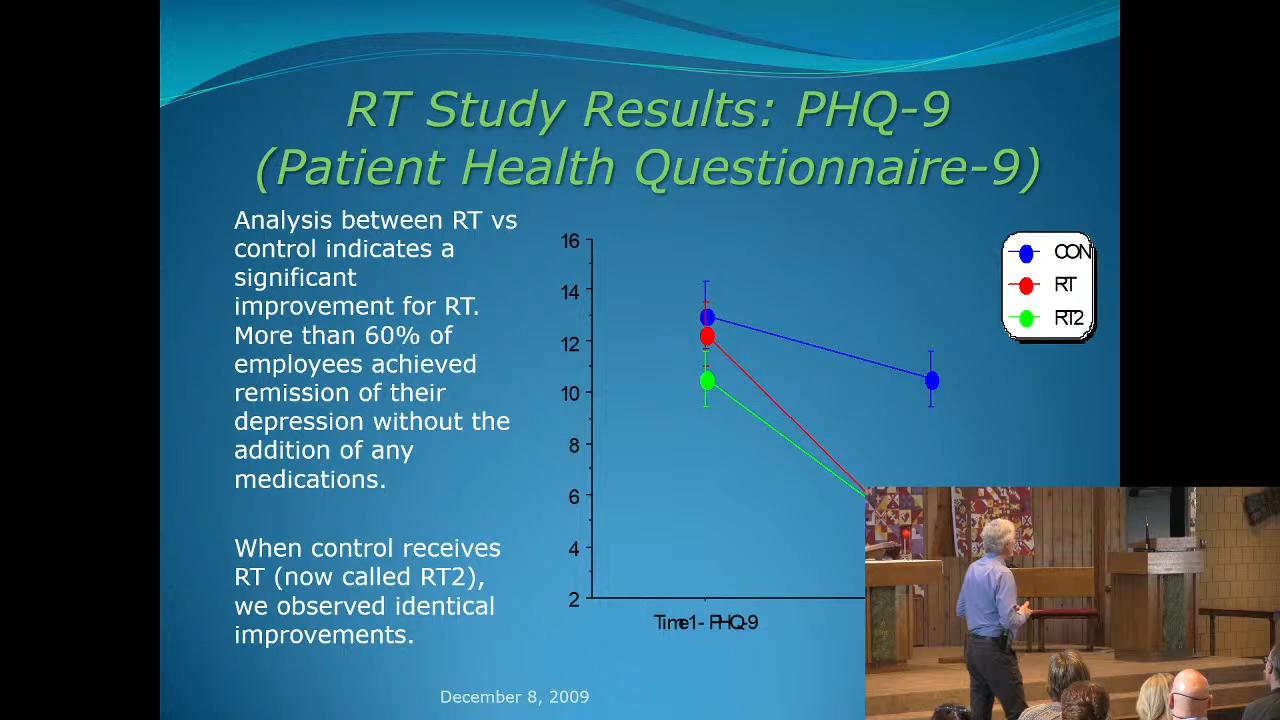 RT Study Results: PHQ-9
(Patient Health Questionnaire-9)
Analysis between RT vs
control indicates a
significant
improvement for RT.
More than 60% of
employees achieved
remission of their
depression without the
addition of any
medications.
When control receives
RT (now called RT2),
we observed identical
improvements.
16
14
12
10
8
6
4
2
Time1- PHQ-9
CON
RT
RT2
December 8, 2009